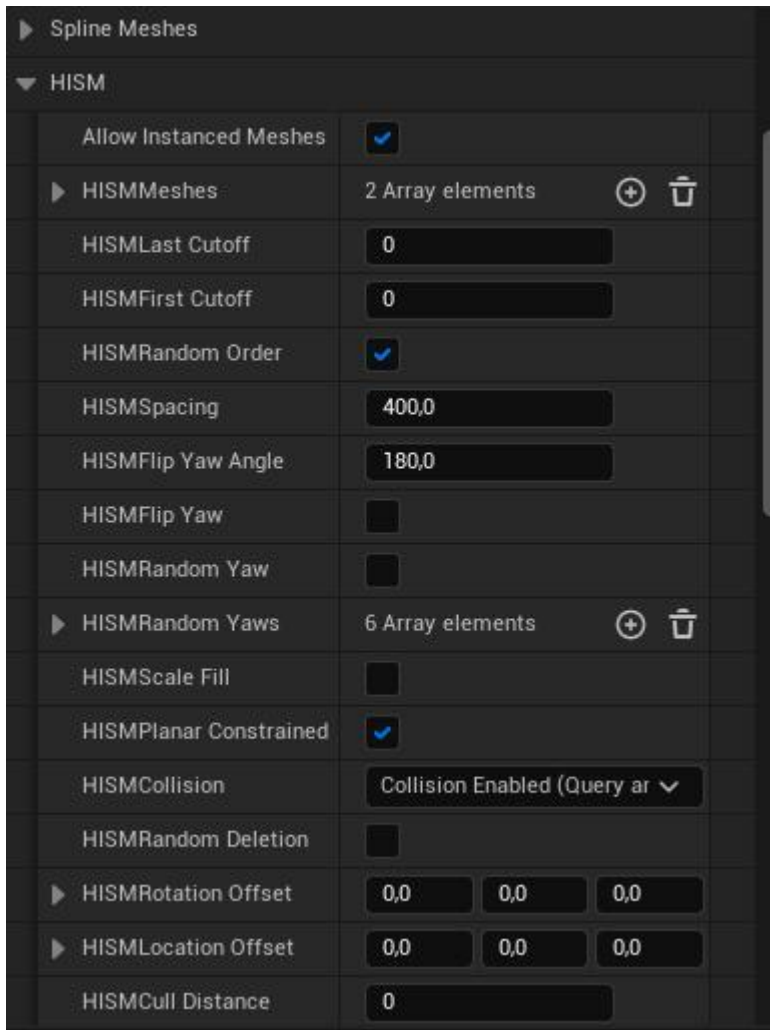 Spline Meshes
HISM
Allow Instanced Meshes
HISMMeshes 2 Array elements
HISMLast Cutoff 0
HISMFirst Cutoff 0
HISMRandom Order
HISMSpacing 400,0
HISMFlip Yaw Angle 180,0
HISMFlip Yaw
HISMRandom Yaw
HISMRandom Yaws 6 Array elements
HISMScale Fill
HISMPlanar Constrained
HISMCollision Collision Enabled (Query ar
HISMRandom Deletion
HISMRotation Offset 0,0 0,0 0,0
HISMLocation Offset 0,0 0,0 0,0
HISMCull Distance 0